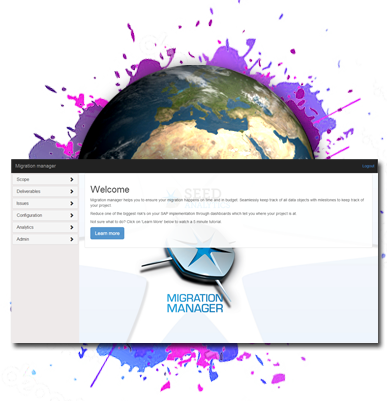 Migration manager
Logout
Scope
Deliverables
Issues
Configuration
Analytics
Admin
SEED
Welcome
Migration manager helps you to ensure your migration happens on time and in budget. Seamlessly keep track of all data objects with milestones to keep track of
your project.
Reduce one of the biggest risk's on your SAP implementation through dashboards which tell you where your project is at
Not sure what to do? Click on 'Learn More' below to watch a 5 minute tutorial.
Learn more
MIGRATION
MANAGER